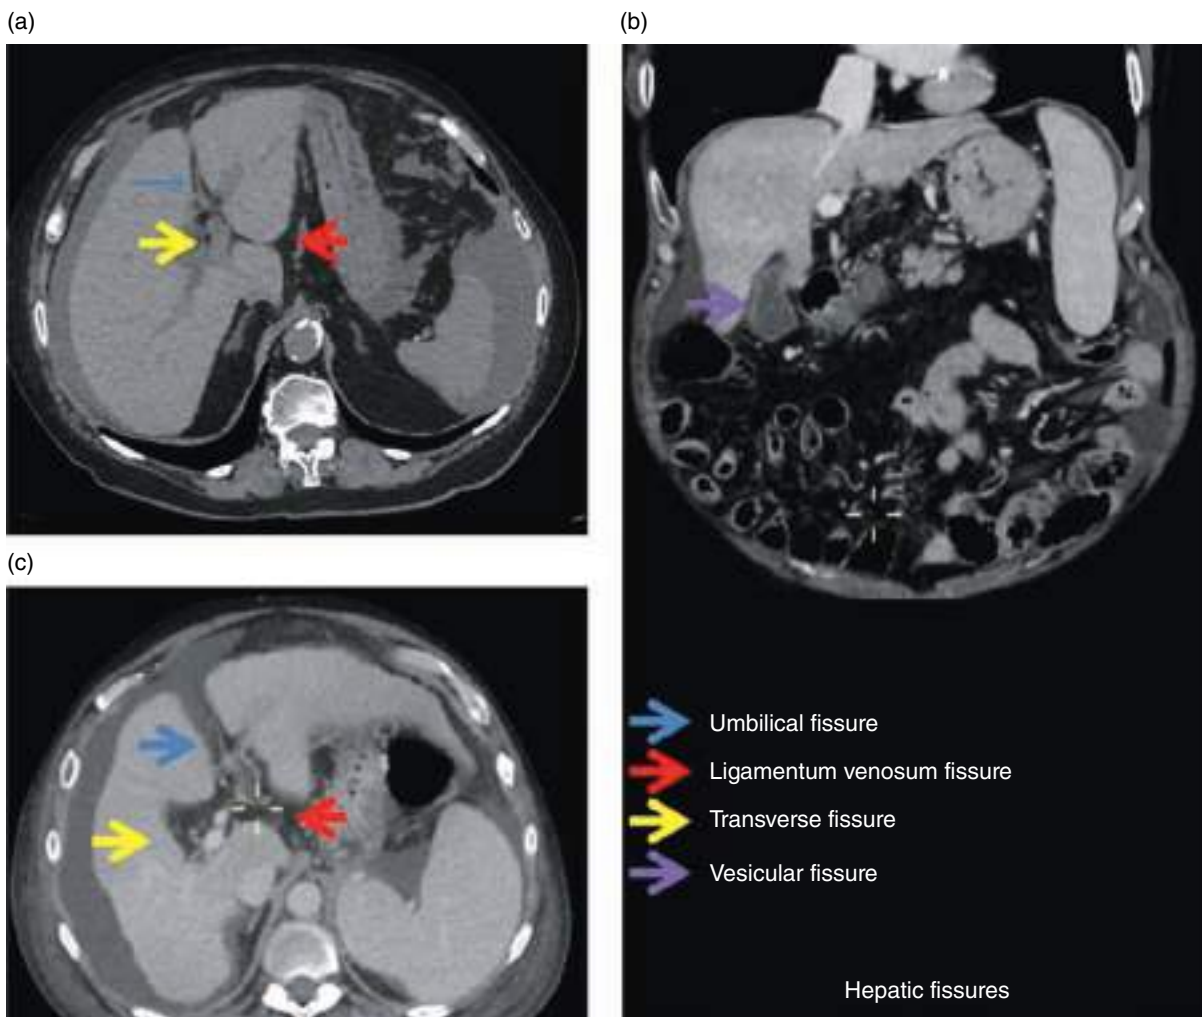 (a)
(b)
(c)
Umbilical fissure
Ligamentum venosum fissure
Transverse fissure
Vesicular fissure
Hepatic fissures